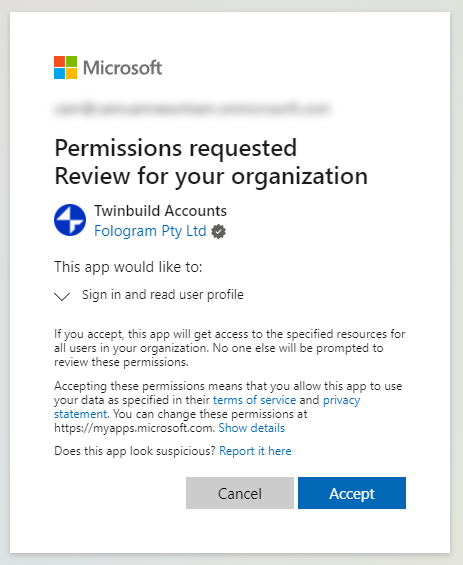 Microsoft
Permissions requested
Review for your organization
Twinbuild Accounts
Fologram Pty Ltd
This app would like to:
Sign in and read user profile
If you accept, this app will get access to the specified resources for
all users in your organization. No one else will be prompted to
review these permissions.
Accepting these permissions means that you allow this app to use
your data as specified in their terms of service and privacy
statement. You can change these permissions at
https://myapps.microsoft.com. Show details
Does this app look suspicious? Report it here
Cancel
Accept